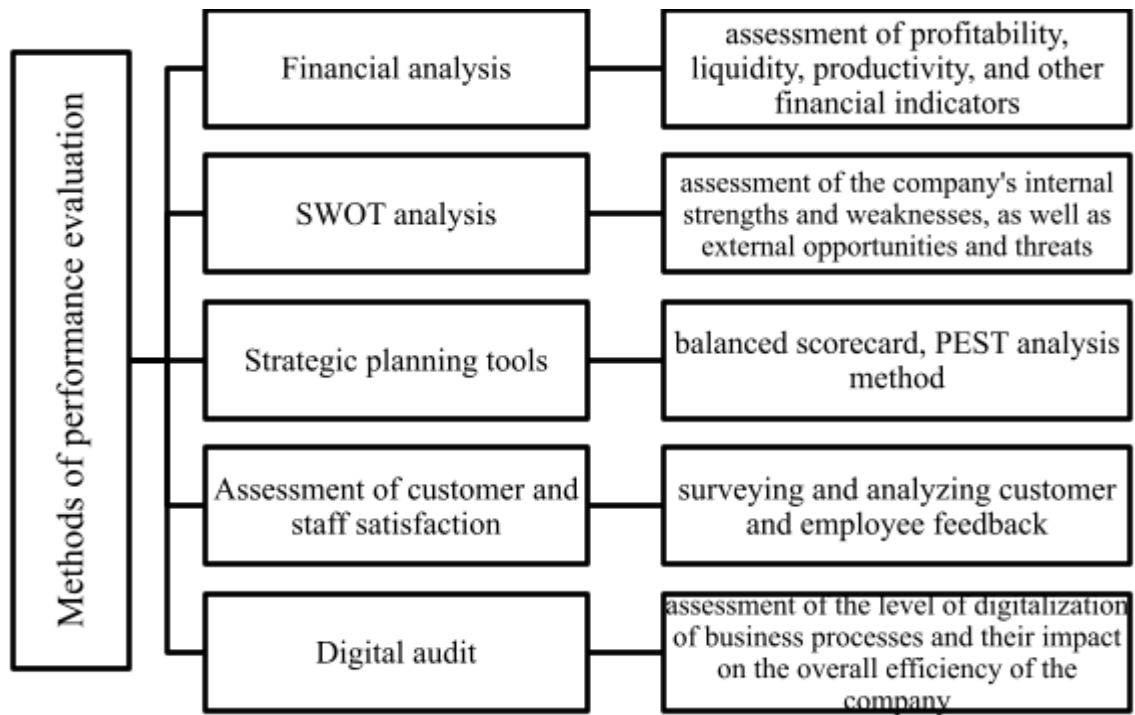 Methods of performance evaluation
Financial analysis
assessment of profitability,
liquidity, productivity, and other
financial indicators
SWOT analysis
assessment of the company's internal
strengths and weaknesses, as well as
external opportunities and threats
Strategic planning tools
balanced scorecard, PEST analysis
method
Assessment of customer and
staff satisfaction
surveying and analyzing customer
and employee feedback
Digital audit
assessment of the level of digitalization
of business processes and their impact
on the overall efficiency of the
company